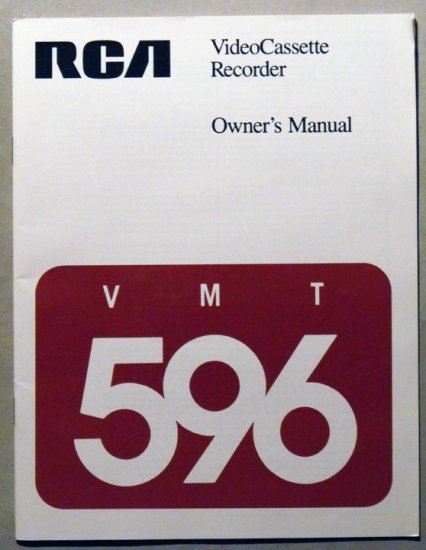 RCA
VideoCassette
Recorder
Owner's Manual
V M T
596